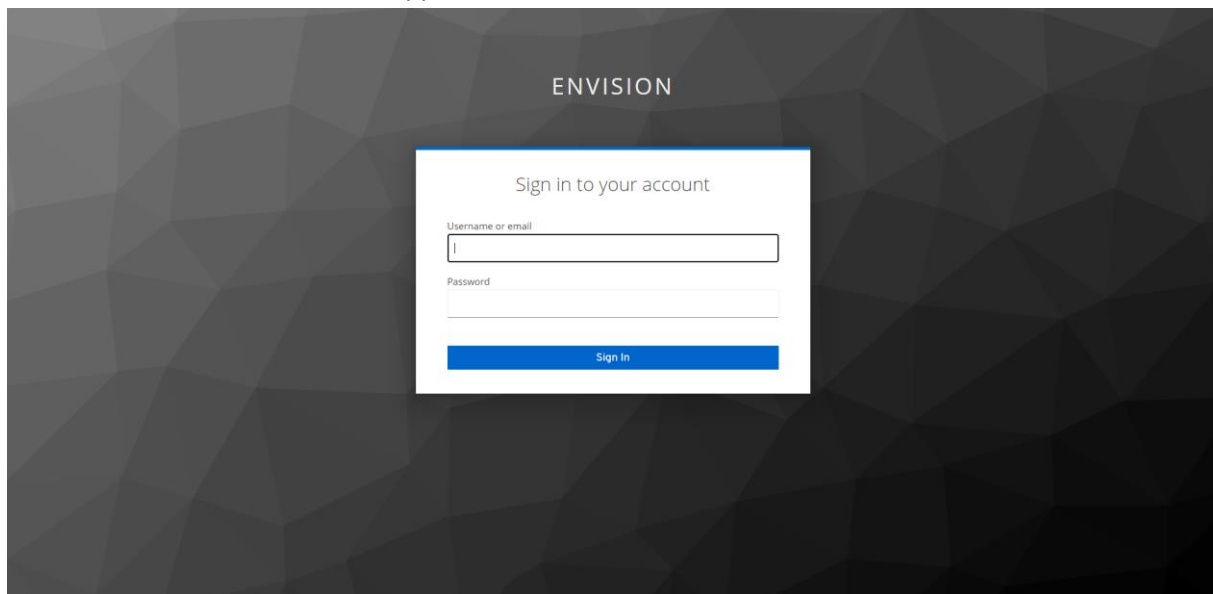 ENVISION
Sign in to your account
Username or email
Password
Sign In